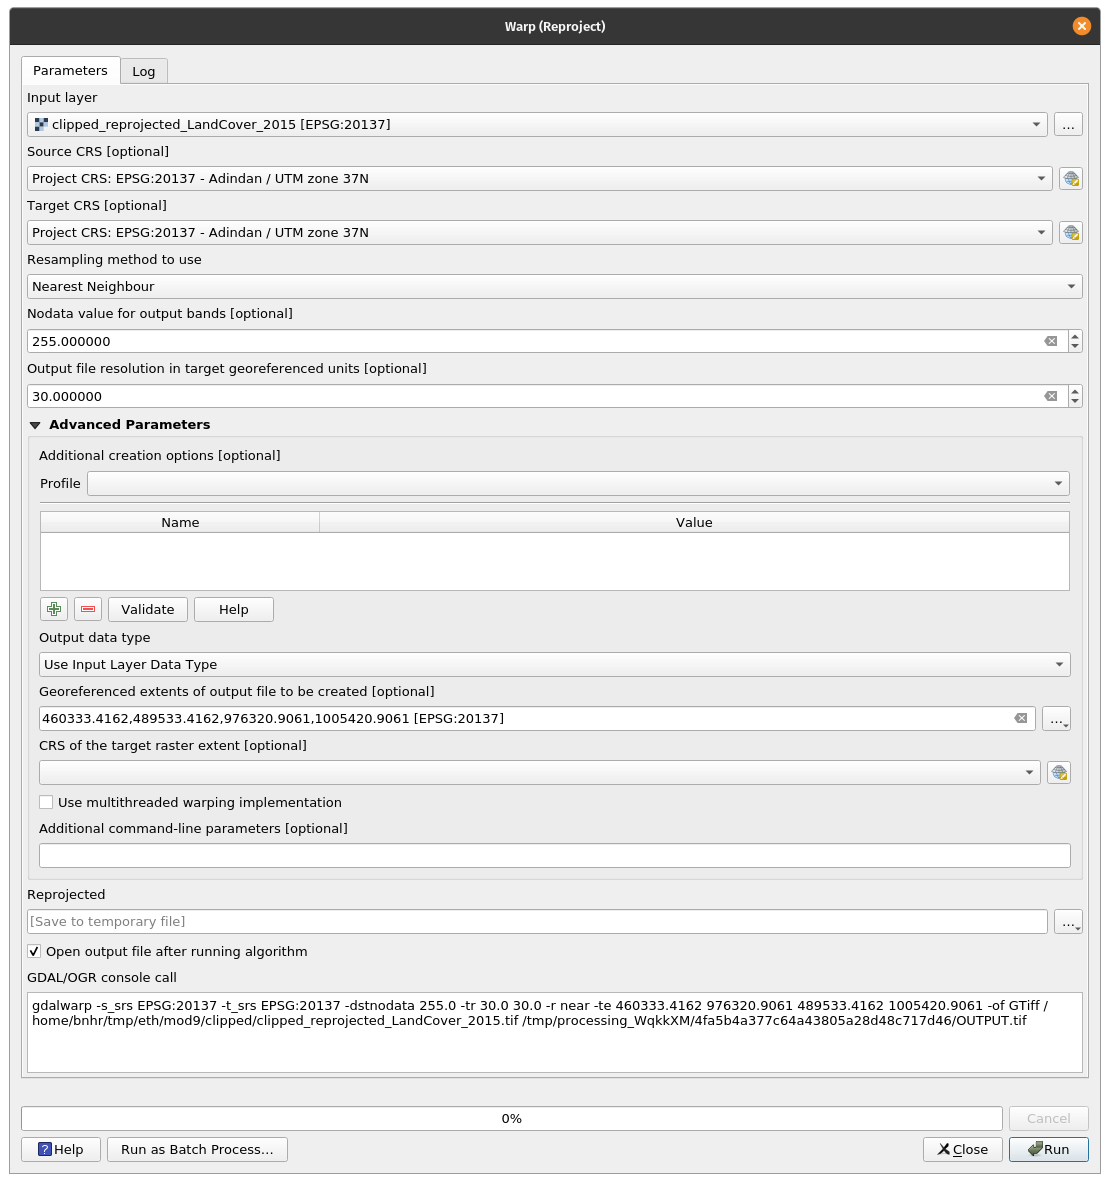 Warp (Reproject)
Parameters
Log
Input layer
clipped_reprojected_LandCover_2015 [EPSG:20137]
...
Source CRS [optional]
Project CRS: EPSG:20137 - Adindan / UTM zone 37N
Target CRS [optional]
Project CRS: EPSG:20137 - Adindan / UTM zone 37N
Resampling method to use
Nearest Neighbour
Nodata value for output bands [optional]
255.000000
Output file resolution in target georeferenced units [optional]
30.000000
Advanced Parameters
Additional creation options [optional]
Profile
Name
Value
Validate
Help
Output data type
Use Input Layer Data Type
Georeferenced extents of output file to be created [optional]
460333.4162,489533.4162,976320.9061,1005420.9061 [EPSG:20137]
...
CRS of the target raster extent [optional]
Use multithreaded warping implementation
Additional command-line parameters [optional]
Reprojected
[Save to temporary file]
...
Open output file after running algorithm
GDAL/OGR console call
gdalwarp -s_srs EPSG:20137 -t_srs EPSG:20137 -dstnodata 255.0 -tr 30.0 30.0 -r near -te 460333.4162 976320.9061 489533.4162 1005420.9061 -of GTiff /
home/bnhr/tmp/eth/mod9/clipped/clipped_reprojected_LandCover_2015.tif /tmp/processing_WqkkXM/4fa5b4a377c64a43805a28d48c717d46/OUTPUT.tif
0%
Cancel
? Help
Run as Batch Process...
Close
Run